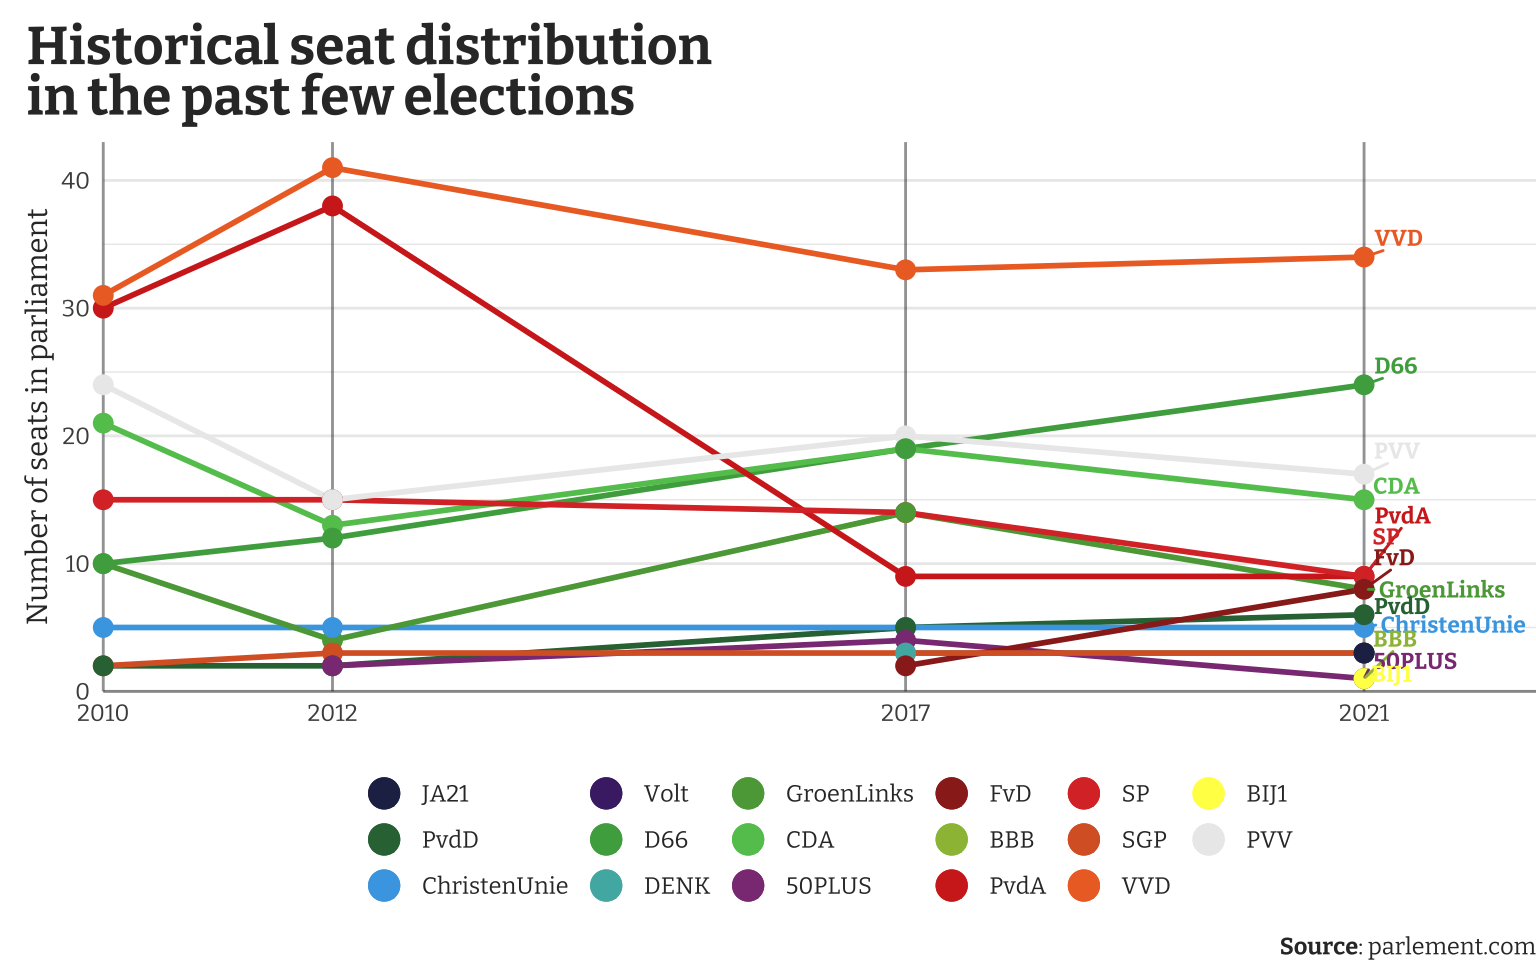 Historical seat distribution
in the past few elections
Number of seats in parliament
40
30
20
10
0
2010
2012
2017
2021
VVD
D66
PVV
CDA
PvdA
SP
FvD
GroenLinks
PvdD
ChristenUnie
BBB
50PLUS
BIJ1
JA21 Volt GroenLinks FvD SP BIJ1
PvdD D66 CDA BBB SGP PVV
ChristenUnie DENK 50PLUS PvdA VVD
Source: parlement.com